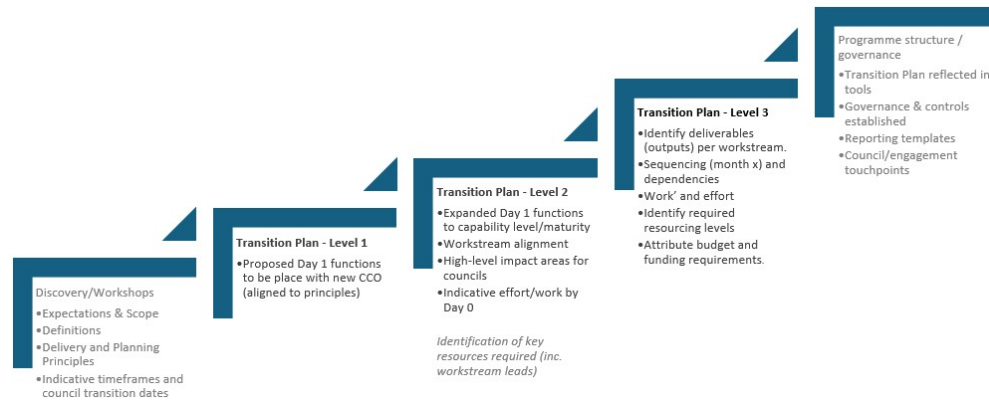 Discovery/Workshops
•Expectations & Scope
•Definitions
•Delivery and Planning
Principles
•Indicative timeframes and
council transition dates
Transition Plan - Level 1
•Proposed Day 1 functions
to be place with new CCO
(aligned to principles)
Transition Plan - Level 2
•Expanded Day 1 functions
to capability level/maturity
•Workstream alignment
•High-level impact areas for
councils
•Indicative effort/work by
Day 0
Identification of key
resources required (inc.
workstream leads)
Transition Plan - Level 3
•Identify deliverables
(outputs) per workstream.
•Sequencing (month x) and
dependencies
•Work’ and effort
•Identify required
resourcing levels
•Attribute budget and
funding requirements.
Programme structure /
governance
•Transition Plan reflected in
tools
•Governance & controls
established
•Reporting templates
•Council/engagement
touchpoints